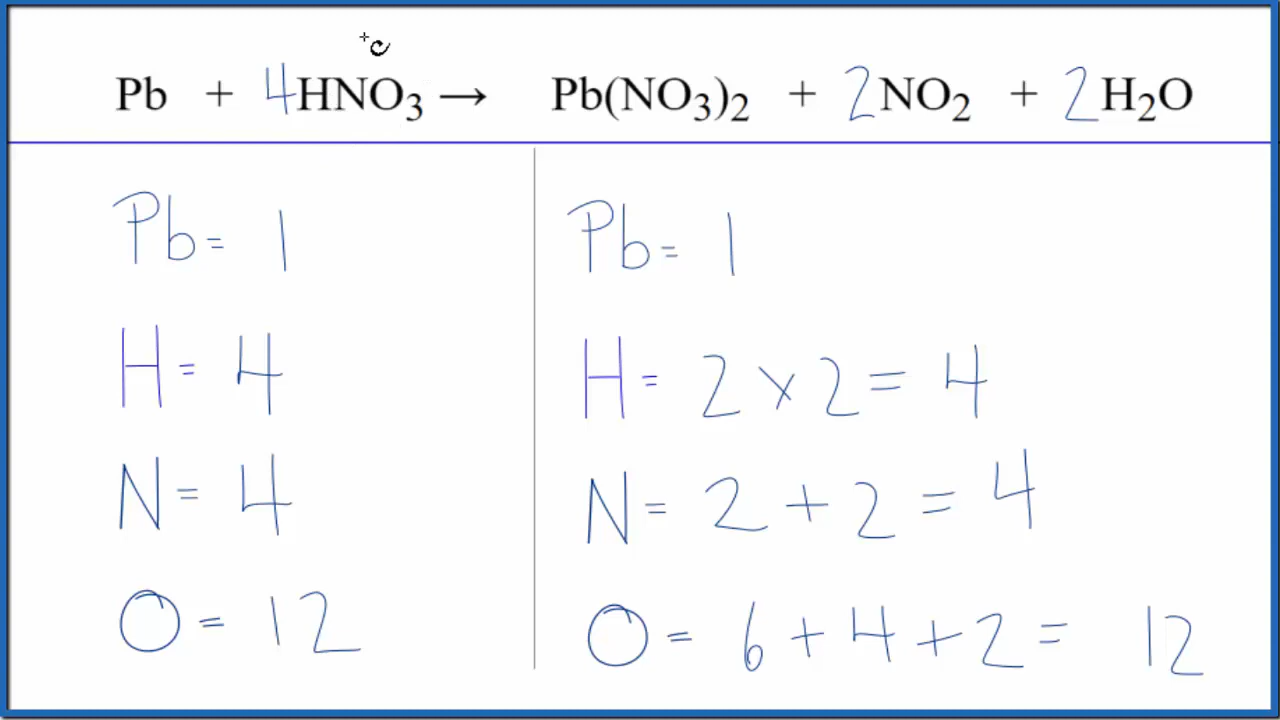 Pb + 4HNO3 → Pb(NO3)2 + 2NO2 + 2H2O
Pb = 1
H = 4
N = 4
O = 12
Pb = 1
H = 2 x 2 = 4
N = 2 + 2 = 4
O = 6 + 4 + 2 = 12